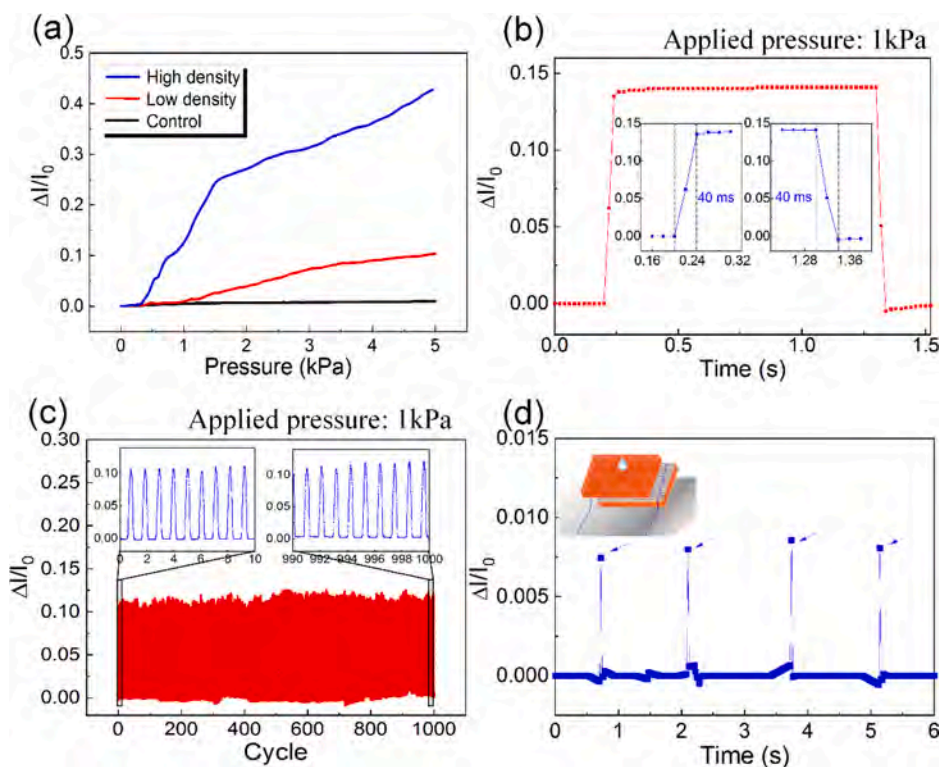 (a)
0.5
0.4
0.3
0.2
0.1
0.0
ΔI/I0
High density
Low density
Control
0 1 2 3 4 5
Pressure (kPa)
(b)
Applied pressure: 1kPa
0.15
0.10
0.05
0.00
ΔI/I0
0.15
0.10
0.05
0.00
40 ms
0.16 0.24 0.32
0.15
0.10
0.05
0.00
40 ms
1.28 1.36
0.0 0.5 1.0 1.5
Time (s)
(c)
Applied pressure: 1kPa
0.30
0.25
0.20
0.15
0.10
0.05
0.00
ΔI/I0
0.10
0.05
0.00
0 2 4 6 8 10
0.10
0.05
0.00
990 992 994 996 998 1000
0 200 400 600 800 1000
Cycle
(d)
0.015
0.010
0.005
0.000
ΔI/I0
0 1 2 3 4 5 6
Time (s)